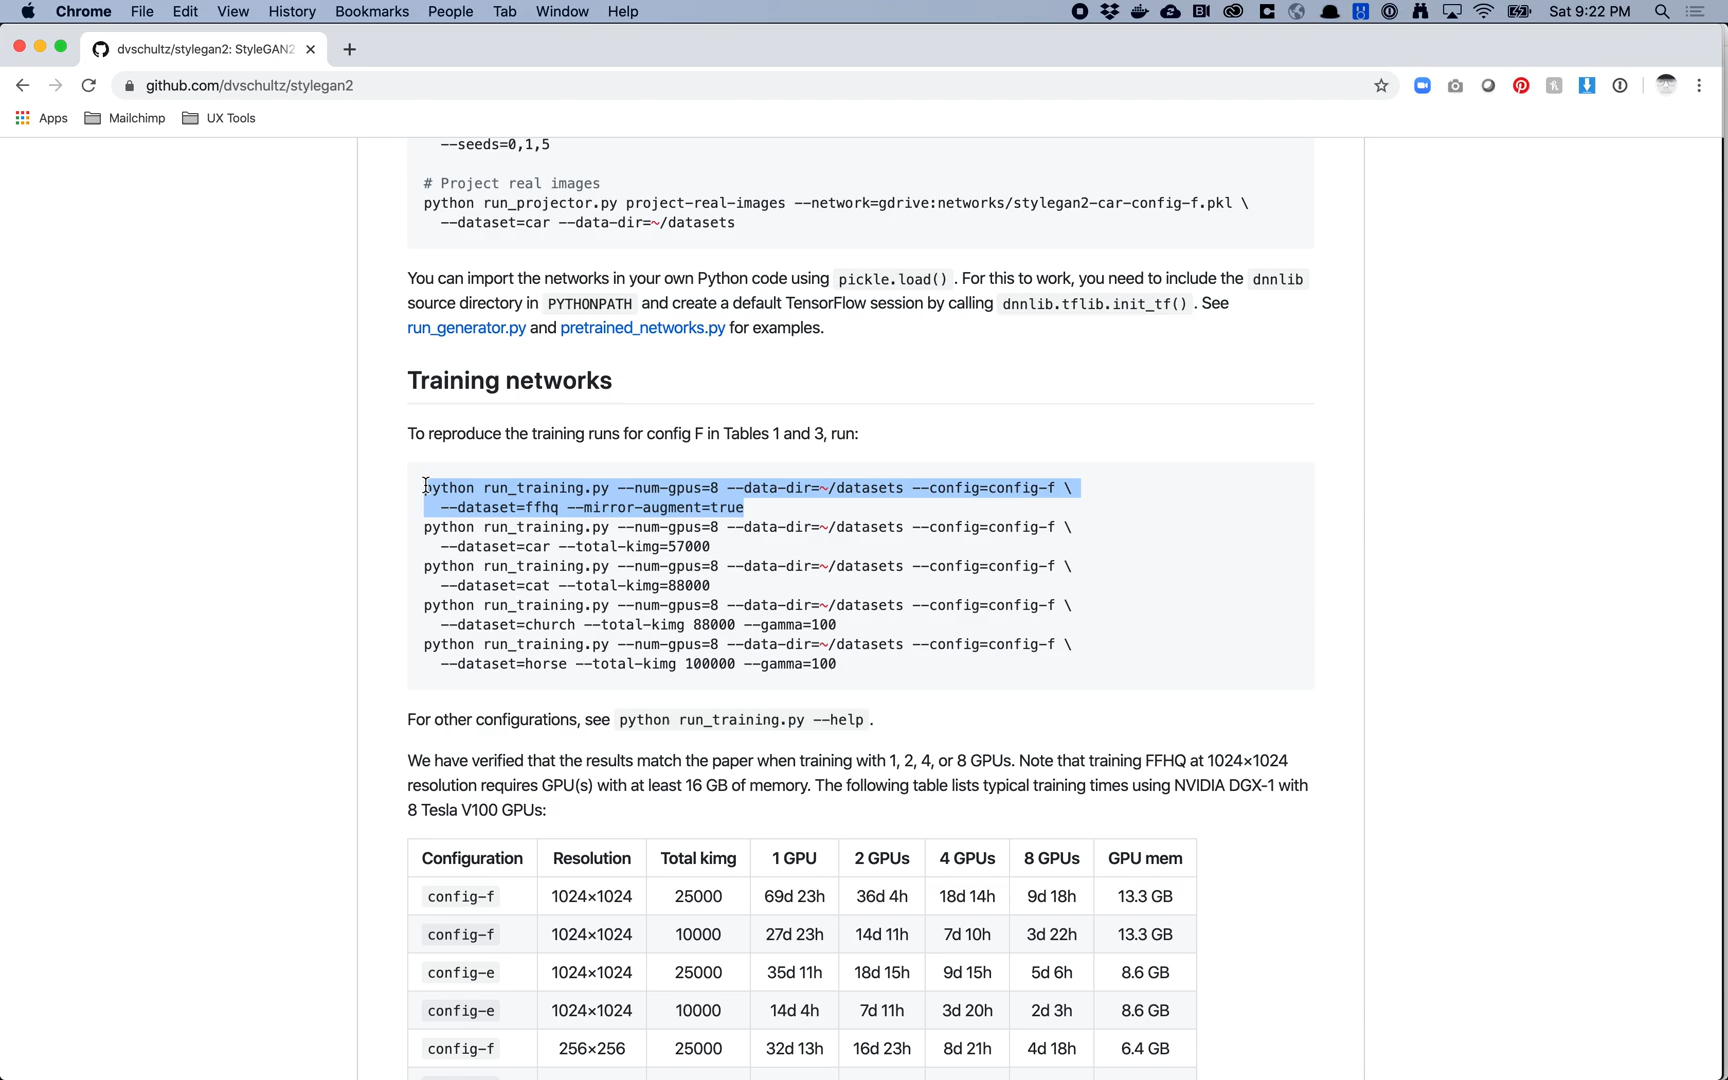 Chrome File Edit View History Bookmarks People Tab Window Help Sat 9:22 PM
dvschultz/stylegan2: StyleGAN2
github.com/dvschultz/stylegan2
Apps Mailchimp UX Tools
--seeds=0,1,5
# Project real images
python run_projector.py project-real-images --network=gdrive:networks/stylegan2-car-config-f.pkl \
--dataset=car --data-dir=~/datasets
You can import the networks in your own Python code using pickle.load() . For this to work, you need to include the dnnlib
source directory in PYTHONPATH and create a default TensorFlow session by calling dnnlib.tflib.init_tf() . See
run_generator.py and pretrained_networks.py for examples.
Training networks
To reproduce the training runs for config F in Tables 1 and 3, run:
python run_training.py --num-gpus=8 --data-dir=~/datasets --config=config-f \
--dataset=ffhq --mirror-augment=true
python run_training.py --num-gpus=8 --data-dir=~/datasets --config=config-f \
--dataset=car --total-kimg=57000
python run_training.py --num-gpus=8 --data-dir=~/datasets --config=config-f \
--dataset=cat --total-kimg=88000
python run_training.py --num-gpus=8 --data-dir=~/datasets --config=config-f \
--dataset=church --total-kimg 88000 --gamma=100
python run_training.py --num-gpus=8 --data-dir=~/datasets --config=config-f \
--dataset=horse --total-kimg 100000 --gamma=100
For other configurations, see python run_training.py --help .
We have verified that the results match the paper when training with 1, 2, 4, or 8 GPUs. Note that training FFHQ at 1024×1024
resolution requires GPU(s) with at least 16 GB of memory. The following table lists typical training times using NVIDIA DGX-1 with
8 Tesla V100 GPUs:
Configuration Resolution Total kimg 1 GPU 2 GPUs 4 GPUs 8 GPUs GPU mem
config-f 1024×1024 25000 69d 23h 36d 4h 18d 14h 9d 18h 13.3 GB
config-f 1024×1024 10000 27d 23h 14d 11h 7d 10h 3d 22h 13.3 GB
config-e 1024×1024 25000 35d 11h 18d 15h 9d 15h 5d 6h 8.6 GB
config-e 1024×1024 10000 14d 4h 7d 11h 3d 20h 2d 3h 8.6 GB
config-f 256×256 25000 32d 13h 16d 23h 8d 21h 4d 18h 6.4 GB